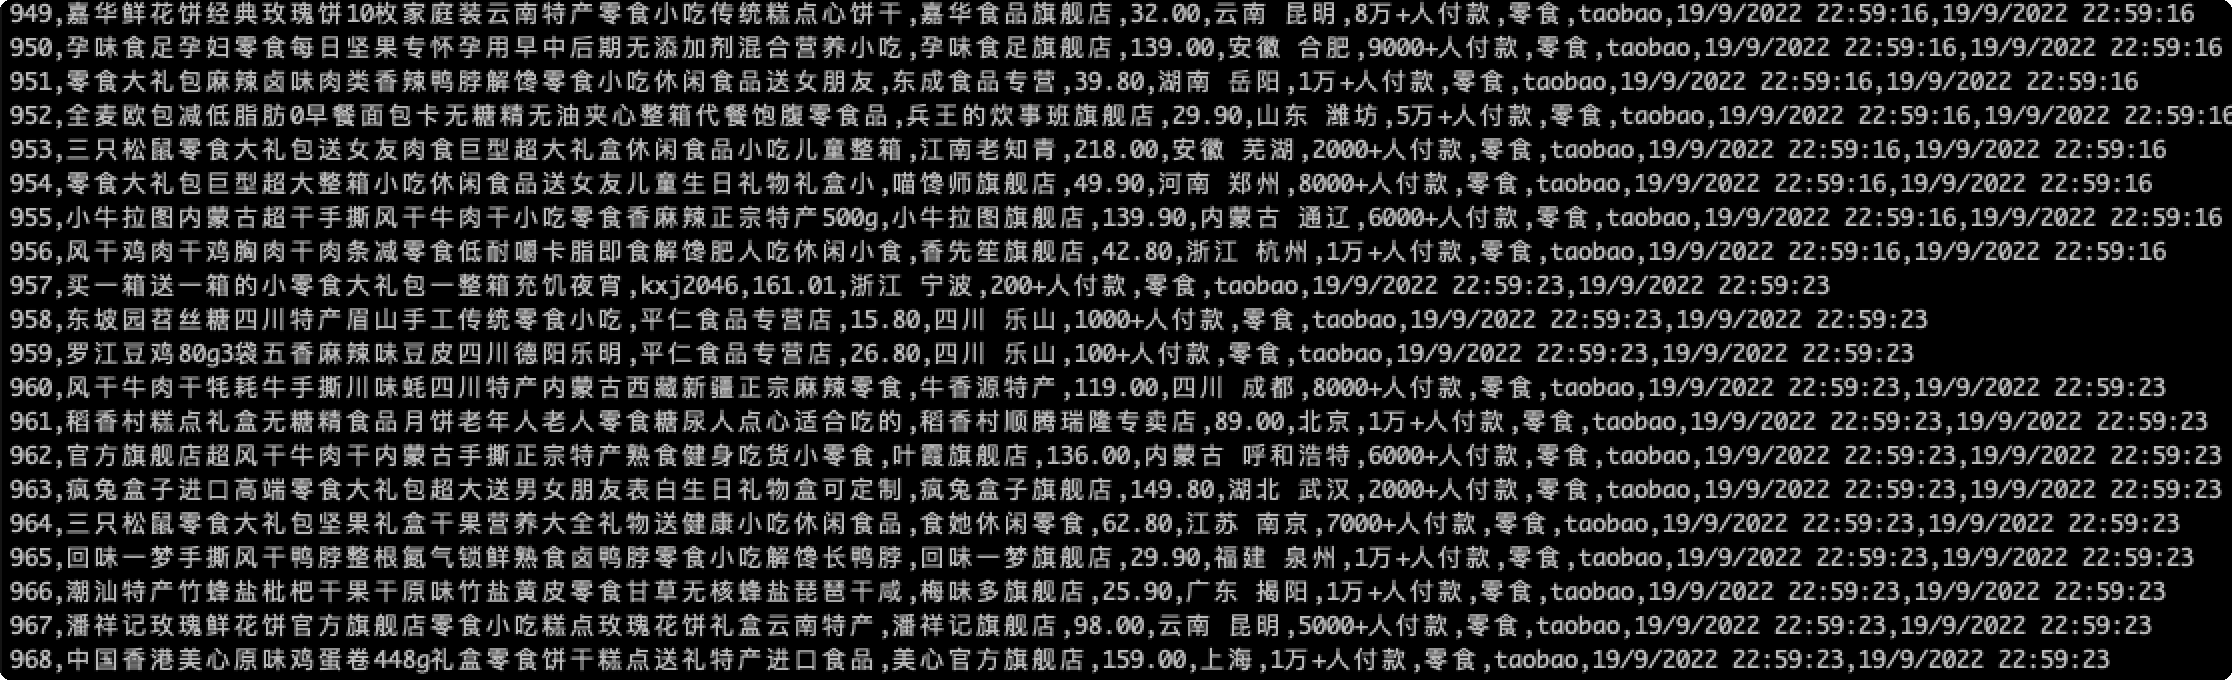 949,嘉华鲜花饼经典玫瑰饼10枚家庭装云南特产零食小吃传统糕点心饼干,嘉华食品旗舰店,32.00,云南 昆明,8万+人付款,零食,taobao,19/9/2022 22:59:16,19/9/2022 22:59:16
950,孕味食足孕妇零食每日坚果专怀孕用早中后期无添加剂混合营养小吃,孕味食足旗舰店,139.00,安徽 合肥,9000+人付款,零食,taobao,19/9/2022 22:59:16,19/9/2022 22:59:16
951,零食大礼包麻辣卤味肉类香辣鸭脖解馋零食小吃休闲食品送女朋友,东成食品专营,39.80,湖南 岳阳,1万+人付款,零食,taobao,19/9/2022 22:59:16,19/9/2022 22:59:16
952,全麦欧包减低脂肪0早餐面包卡无糖精无油夹心整箱代餐饱腹零食品,兵王的炊事班旗舰店,29.90,山东 潍坊,5万+人付款,零食,taobao,19/9/2022 22:59:16,19/9/2022 22:59:16
953,三只松鼠零食大礼包送女友肉食巨型超大礼盒休闲食品小吃儿童整箱,江南老知青,218.00,安徽 芜湖,2000+人付款,零食,taobao,19/9/2022 22:59:16,19/9/2022 22:59:16
954,零食大礼包巨型超大整箱小吃休闲食品送女友儿童生日礼物礼盒小,喵馋师旗舰店,49.90,河南 郑州,8000+人付款,零食,taobao,19/9/2022 22:59:16,19/9/2022 22:59:16
955,小牛拉图内蒙古超干手撕风干牛肉干小吃零食香麻辣正宗特产500g,小牛拉图旗舰店,139.90,内蒙古 通辽,6000+人付款,零食,taobao,19/9/2022 22:59:16,19/9/2022 22:59:16
956,风干鸡肉干鸡胸肉干肉条减零食低耐嚼卡脂即食解馋肥人吃休闲小食,香先笙旗舰店,42.80,浙江 杭州,1万+人付款,零食,taobao,19/9/2022 22:59:16,19/9/2022 22:59:16
957,买一箱送一箱的小零食大礼包一整箱充饥夜宵,kxj2046,161.01,浙江 宁波,200+人付款,零食,taobao,19/9/2022 22:59:23,19/9/2022 22:59:23
958,东坡园苕丝糖四川特产眉山手工传统零食小吃,平仁食品专营店,15.80,四川 乐山,1000+人付款,零食,taobao,19/9/2022 22:59:23,19/9/2022 22:59:23
959,罗江豆鸡80g3袋五香麻辣味豆皮四川德阳乐明,平仁食品专营店,26.80,四川 乐山,100+人付款,零食,taobao,19/9/2022 22:59:23,19/9/2022 22:59:23
960,风干牛肉干牦耗牛手撕川味蚝四川特产内蒙古西藏新疆正宗麻辣零食,牛香源特产,119.00,四川 成都,8000+人付款,零食,taobao,19/9/2022 22:59:23,19/9/2022 22:59:23
961,稻香村糕点礼盒无糖精食品月饼老年人老人零食糖尿人点心适合吃的,稻香村顺腾瑞隆专卖店,89.00,北京,1万+人付款,零食,taobao,19/9/2022 22:59:23,19/9/2022 22:59:23
962,官方旗舰店超风干牛肉干内蒙古手撕正宗特产熟食健身吃货小零食,叶霞旗舰店,136.00,内蒙古 呼和浩特,6000+人付款,零食,taobao,19/9/2022 22:59:23,19/9/2022 22:59:23
963,疯兔盒子进口高端零食大礼包超大送男女朋友表白生日礼物盒可定制,疯兔盒子旗舰店,149.80,湖北 武汉,2000+人付款,零食,taobao,19/9/2022 22:59:23,19/9/2022 22:59:23
964,三只松鼠零食大礼包坚果礼盒干果营养大全礼物送健康小吃休闲食品,食她休闲零食,62.80,江苏 南京,7000+人付款,零食,taobao,19/9/2022 22:59:23,19/9/2022 22:59:23
965,回味一梦手撕风干鸭脖整根氮气锁鲜熟食卤鸭脖零食小吃解馋长鸭脖,回味一梦旗舰店,29.90,福建 泉州,1万+人付款,零食,taobao,19/9/2022 22:59:23,19/9/2022 22:59:23
966,潮汕特产竹蜂盐枇杷干果干原味竹盐黄皮零食甘草无核蜂盐琵琶干咸,梅味多旗舰店,25.90,广东 揭阳,1万+人付款,零食,taobao,19/9/2022 22:59:23,19/9/2022 22:59:23
967,潘祥记玫瑰鲜花饼官方旗舰店零食小吃糕点玫瑰花饼礼盒云南特产,潘祥记旗舰店,98.00,云南 昆明,5000+人付款,零食,taobao,19/9/2022 22:59:23,19/9/2022 22:59:23
968,中国香港美心原味鸡蛋卷448g礼盒零食饼干糕点送礼特产进口食品,美心官方旗舰店,159.00,上海,1万+人付款,零食,taobao,19/9/2022 22:59:23,19/9/2022 22:59:23